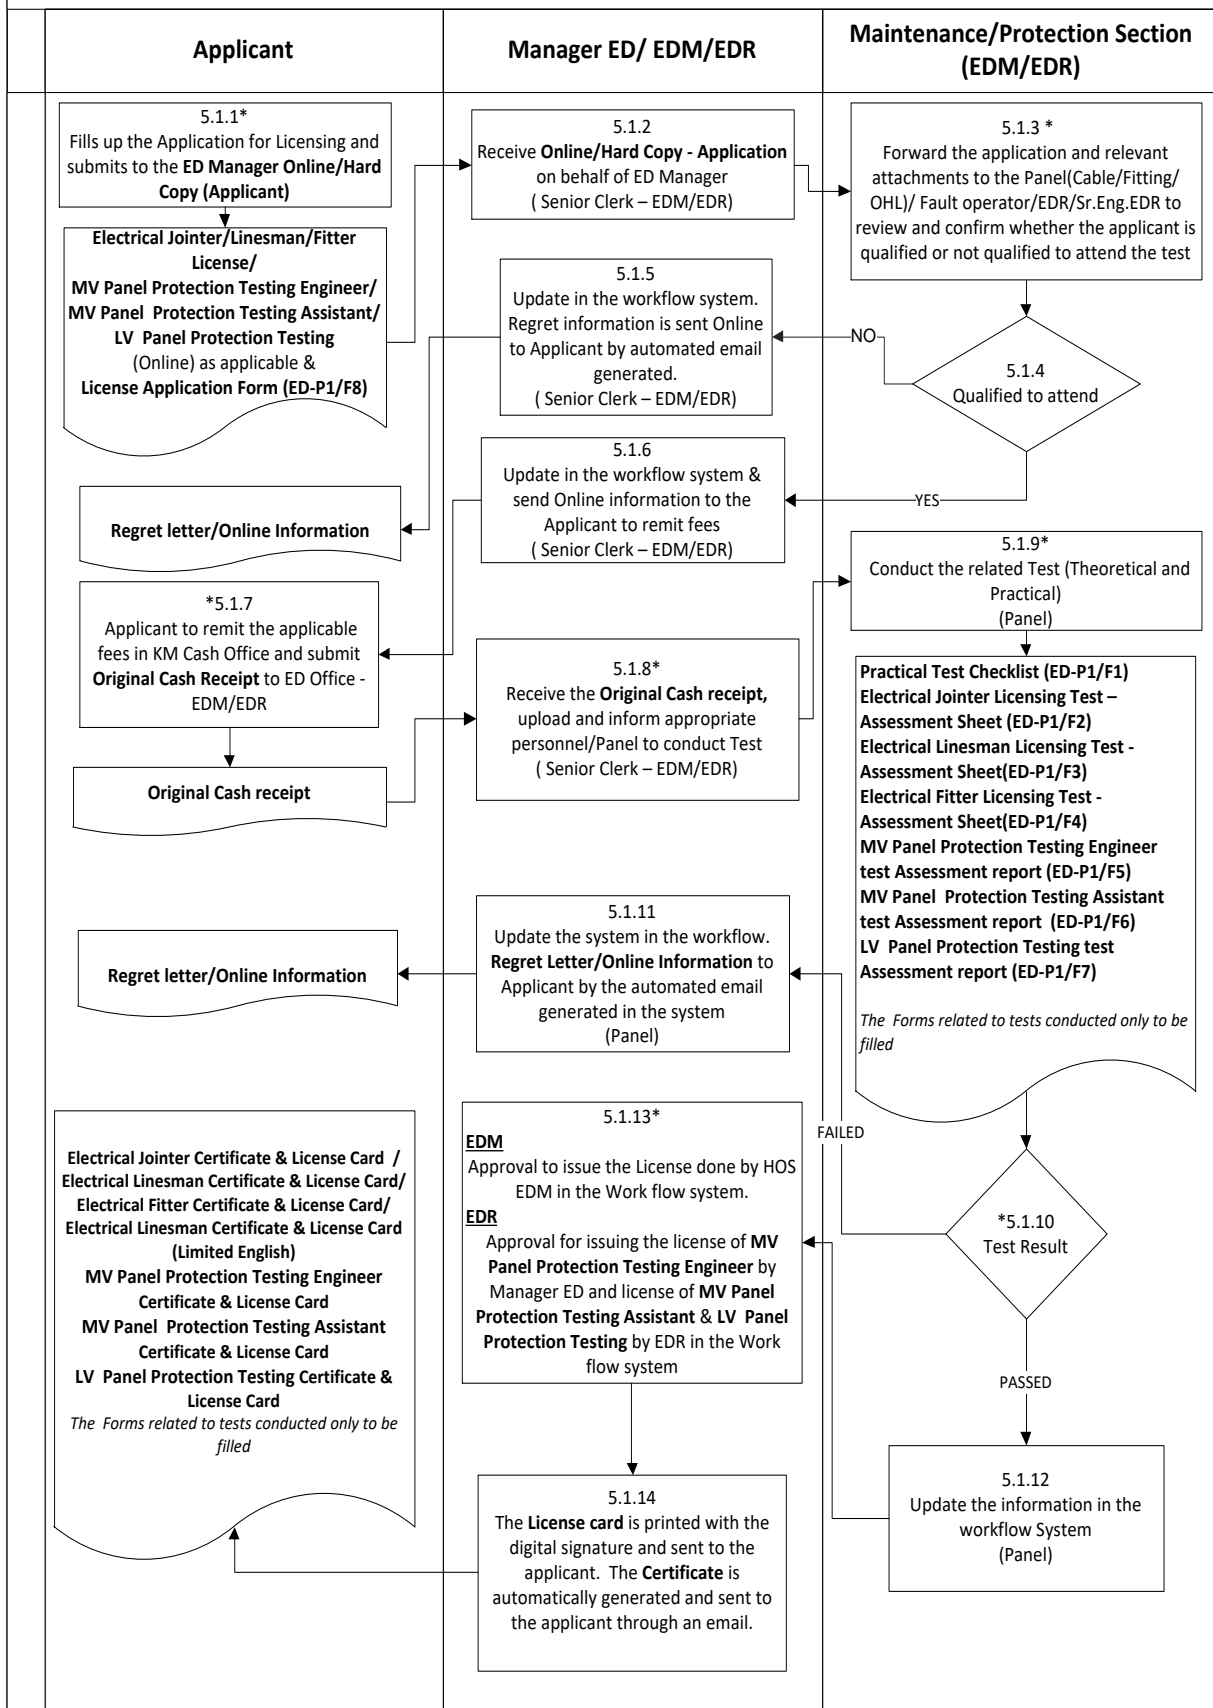 Applicant
Manager ED/ EDM/EDR
Maintenance/Protection Section
(EDM/EDR)
5.1.1*
Fills up the Application for Licensing and
submits to the ED Manager Online/Hard
Copy (Applicant)
Electrical Jointer/Linesman/Fitter
License/
MV Panel Protection Testing Engineer/
MV Panel Protection Testing Assistant/
LV Panel Protection Testing
(Online) as applicable &
License Application Form (ED-P1/F8)
5.1.2
Receive Online/Hard Copy - Application
on behalf of ED Manager
( Senior Clerk – EDM/EDR)
5.1.3 *
Forward the application and relevant
attachments to the Panel(Cable/Fitting/
OHL)/ Fault operator/EDR/Sr.Eng.EDR to
review and confirm whether the applicant is
qualified or not qualified to attend the test
5.1.4
Qualified to attend
NO
YES
5.1.5
Update in the workflow system.
Regret information is sent Online
to Applicant by automated email
generated.
( Senior Clerk – EDM/EDR)
Regret letter/Online Information
5.1.6
Update in the workflow system &
send Online information to the
Applicant to remit fees
( Senior Clerk – EDM/EDR)
*5.1.7
Applicant to remit the applicable
fees in KM Cash Office and submit
Original Cash Receipt to ED Office -
EDM/EDR
Original Cash receipt
5.1.8*
Receive the Original Cash receipt,
upload and inform appropriate
personnel/Panel to conduct Test
( Senior Clerk – EDM/EDR)
5.1.9*
Conduct the related Test (Theoretical and
Practical)
(Panel)
Practical Test Checklist (ED-P1/F1)
Electrical Jointer Licensing Test –
Assessment Sheet (ED-P1/F2)
Electrical Linesman Licensing Test -
Assessment Sheet(ED-P1/F3)
Electrical Fitter Licensing Test -
Assessment Sheet(ED-P1/F4)
MV Panel Protection Testing Engineer
test Assessment report (ED-P1/F5)
MV Panel Protection Testing Assistant
test Assessment report (ED-P1/F6)
LV Panel Protection Testing test
Assessment report (ED-P1/F7)
The Forms related to tests conducted only to be
filled
*5.1.10
Test Result
FAILED
PASSED
5.1.11
Update the system in the workflow.
Regret Letter/Online Information to
Applicant by the automated email
generated in the system
(Panel)
Regret letter/Online Information
5.1.12
Update the information in the
workflow System
(Panel)
5.1.13*
EDM
Approval to issue the License done by HOS
EDM in the Work flow system.
EDR
Approval for issuing the license of MV
Panel Protection Testing Engineer by
Manager ED and license of MV Panel
Protection Testing Assistant & LV Panel
Protection Testing by EDR in the Work
flow system
5.1.14
The License card is printed with the
digital signature and sent to the
applicant. The Certificate is
automatically generated and sent to
the applicant through an email.
Electrical Jointer Certificate & License Card /
Electrical Linesman Certificate & License Card/
Electrical Fitter Certificate & License Card/
Electrical Linesman Certificate & License Card
(Limited English)
MV Panel Protection Testing Engineer
Certificate & License Card
MV Panel Protection Testing Assistant
Certificate & License Card
LV Panel Protection Testing Certificate &
License Card
The Forms related to tests conducted only to be
filled